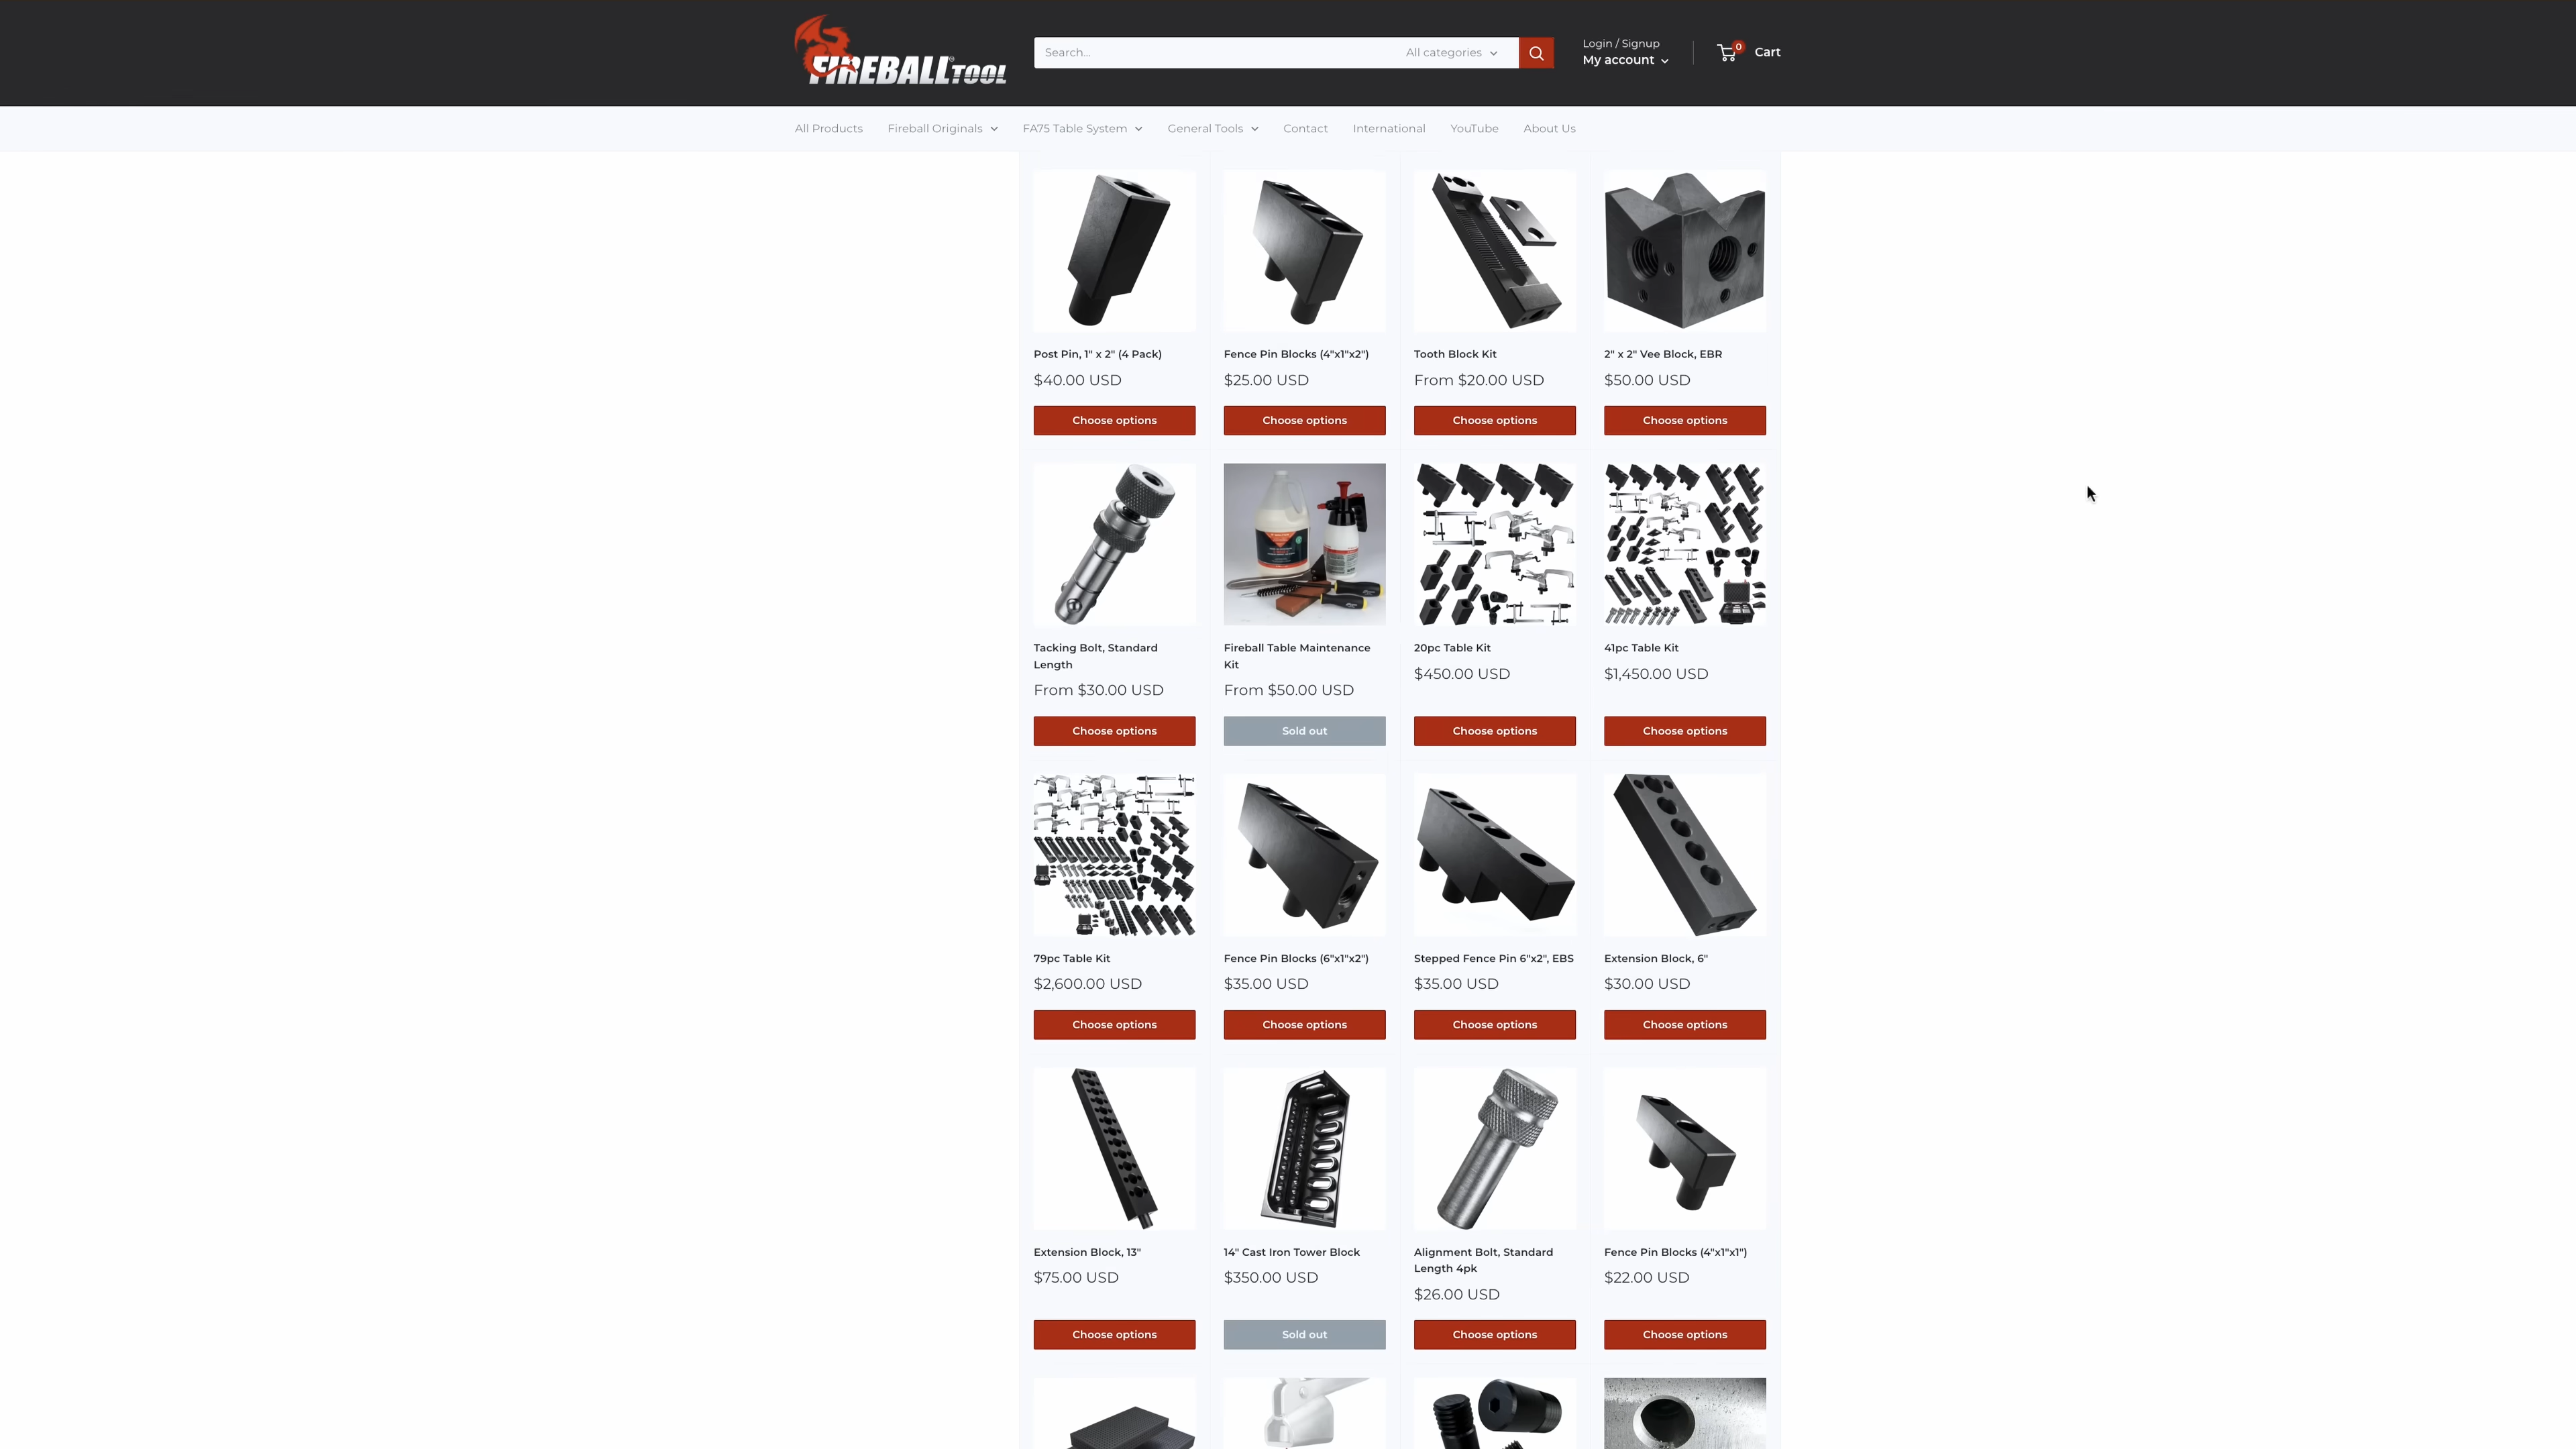 FIREBALL TOOL
Search...
All categories
Login / Signup
My account
0
Cart
All Products
Fireball Originals
FA75 Table System
General Tools
Contact
International
YouTube
About Us
Post Pin, 1" x 2" (4 Pack)
$40.00 USD
Choose options
Fence Pin Blocks (4"x1"x2")
$25.00 USD
Choose options
Tooth Block Kit
From $20.00 USD
Choose options
2" x 2" Vee Block, EBR
$50.00 USD
Choose options
Tacking Bolt, Standard
Length
From $30.00 USD
Choose options
Fireball Table Maintenance
Kit
From $50.00 USD
Sold out
20pc Table Kit
$450.00 USD
Choose options
41pc Table Kit
$1,450.00 USD
Choose options
79pc Table Kit
$2,600.00 USD
Choose options
Fence Pin Blocks (6"x1"x2")
$35.00 USD
Choose options
Stepped Fence Pin 6"x2", EBS
$35.00 USD
Choose options
Extension Block, 6"
$30.00 USD
Choose options
Extension Block, 13"
$75.00 USD
Choose options
14" Cast Iron Tower Block
$350.00 USD
Sold out
Alignment Bolt, Standard
Length 4pk
$26.00 USD
Choose options
Fence Pin Blocks (4"x1"x1")
$22.00 USD
Choose options